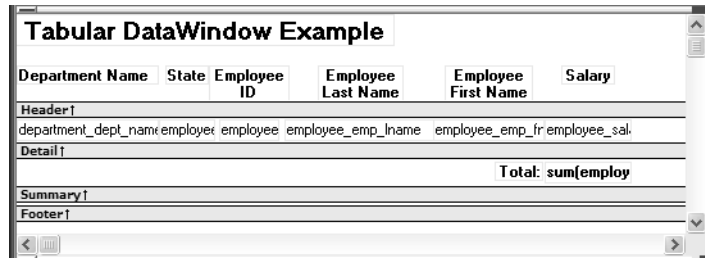 Tabular DataWindow Example
Department Name State Employee ID Employee Last Name Employee First Name Salary
Header↑
department_dept_name employee employee employee_emp_lname employee_emp_fr employee_sal
Detail↑
Total: sum(employ
Summary↑
Footer↑